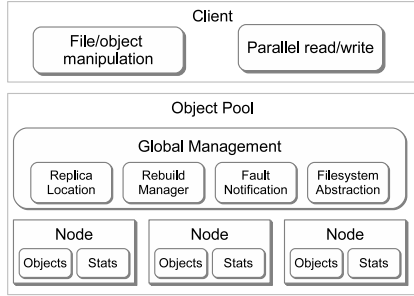 Client
File/object
manipulation
Parallel read/write
Object Pool
Global Management
Replica
Location
Rebuild
Manager
Fault
Notification
Filesystem
Abstraction
Node
Objects
Stats
Node
Objects
Stats
Node
Objects
Stats